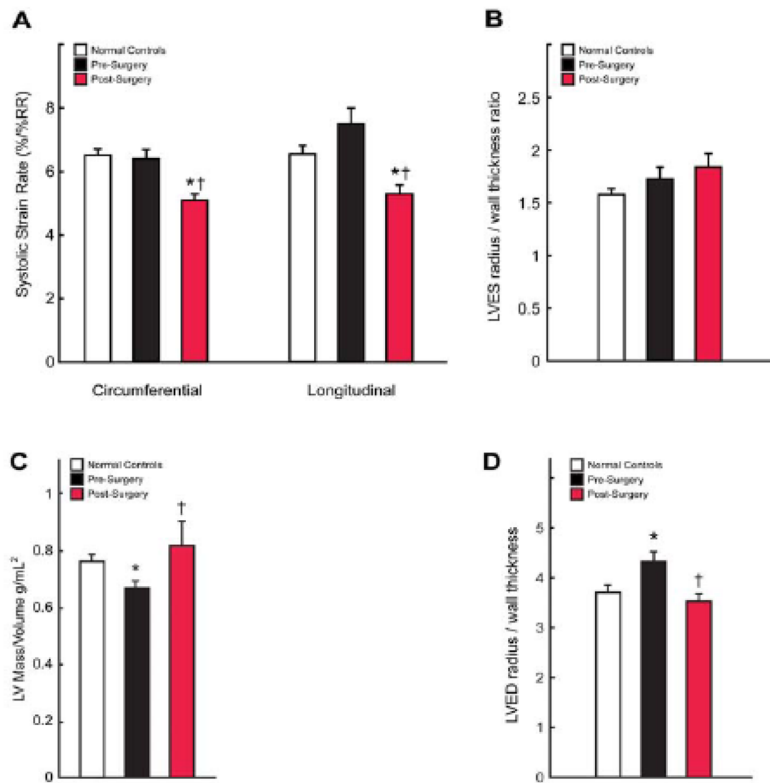 A
Normal Controls
Pre-Surgery
Post-Surgery
Systolic Strain Rate (%/%RR)
8
6
4
2
0
*†
*†
Circumferential
Longitudinal
B
Normal Controls
Pre-Surgery
Post-Surgery
LVES radius / wall thickness ratio
2.5
2
1.5
1
0.5
0
C
Normal Controls
Pre-Surgery
Post-Surgery
LV Mass/Volume g/mL²
1
0.8
0.6
0.4
0.2
0
*
†
D
Normal Controls
Pre-Surgery
Post-Surgery
LVED radius / wall thickness
5
4
3
2
1
0
*
†